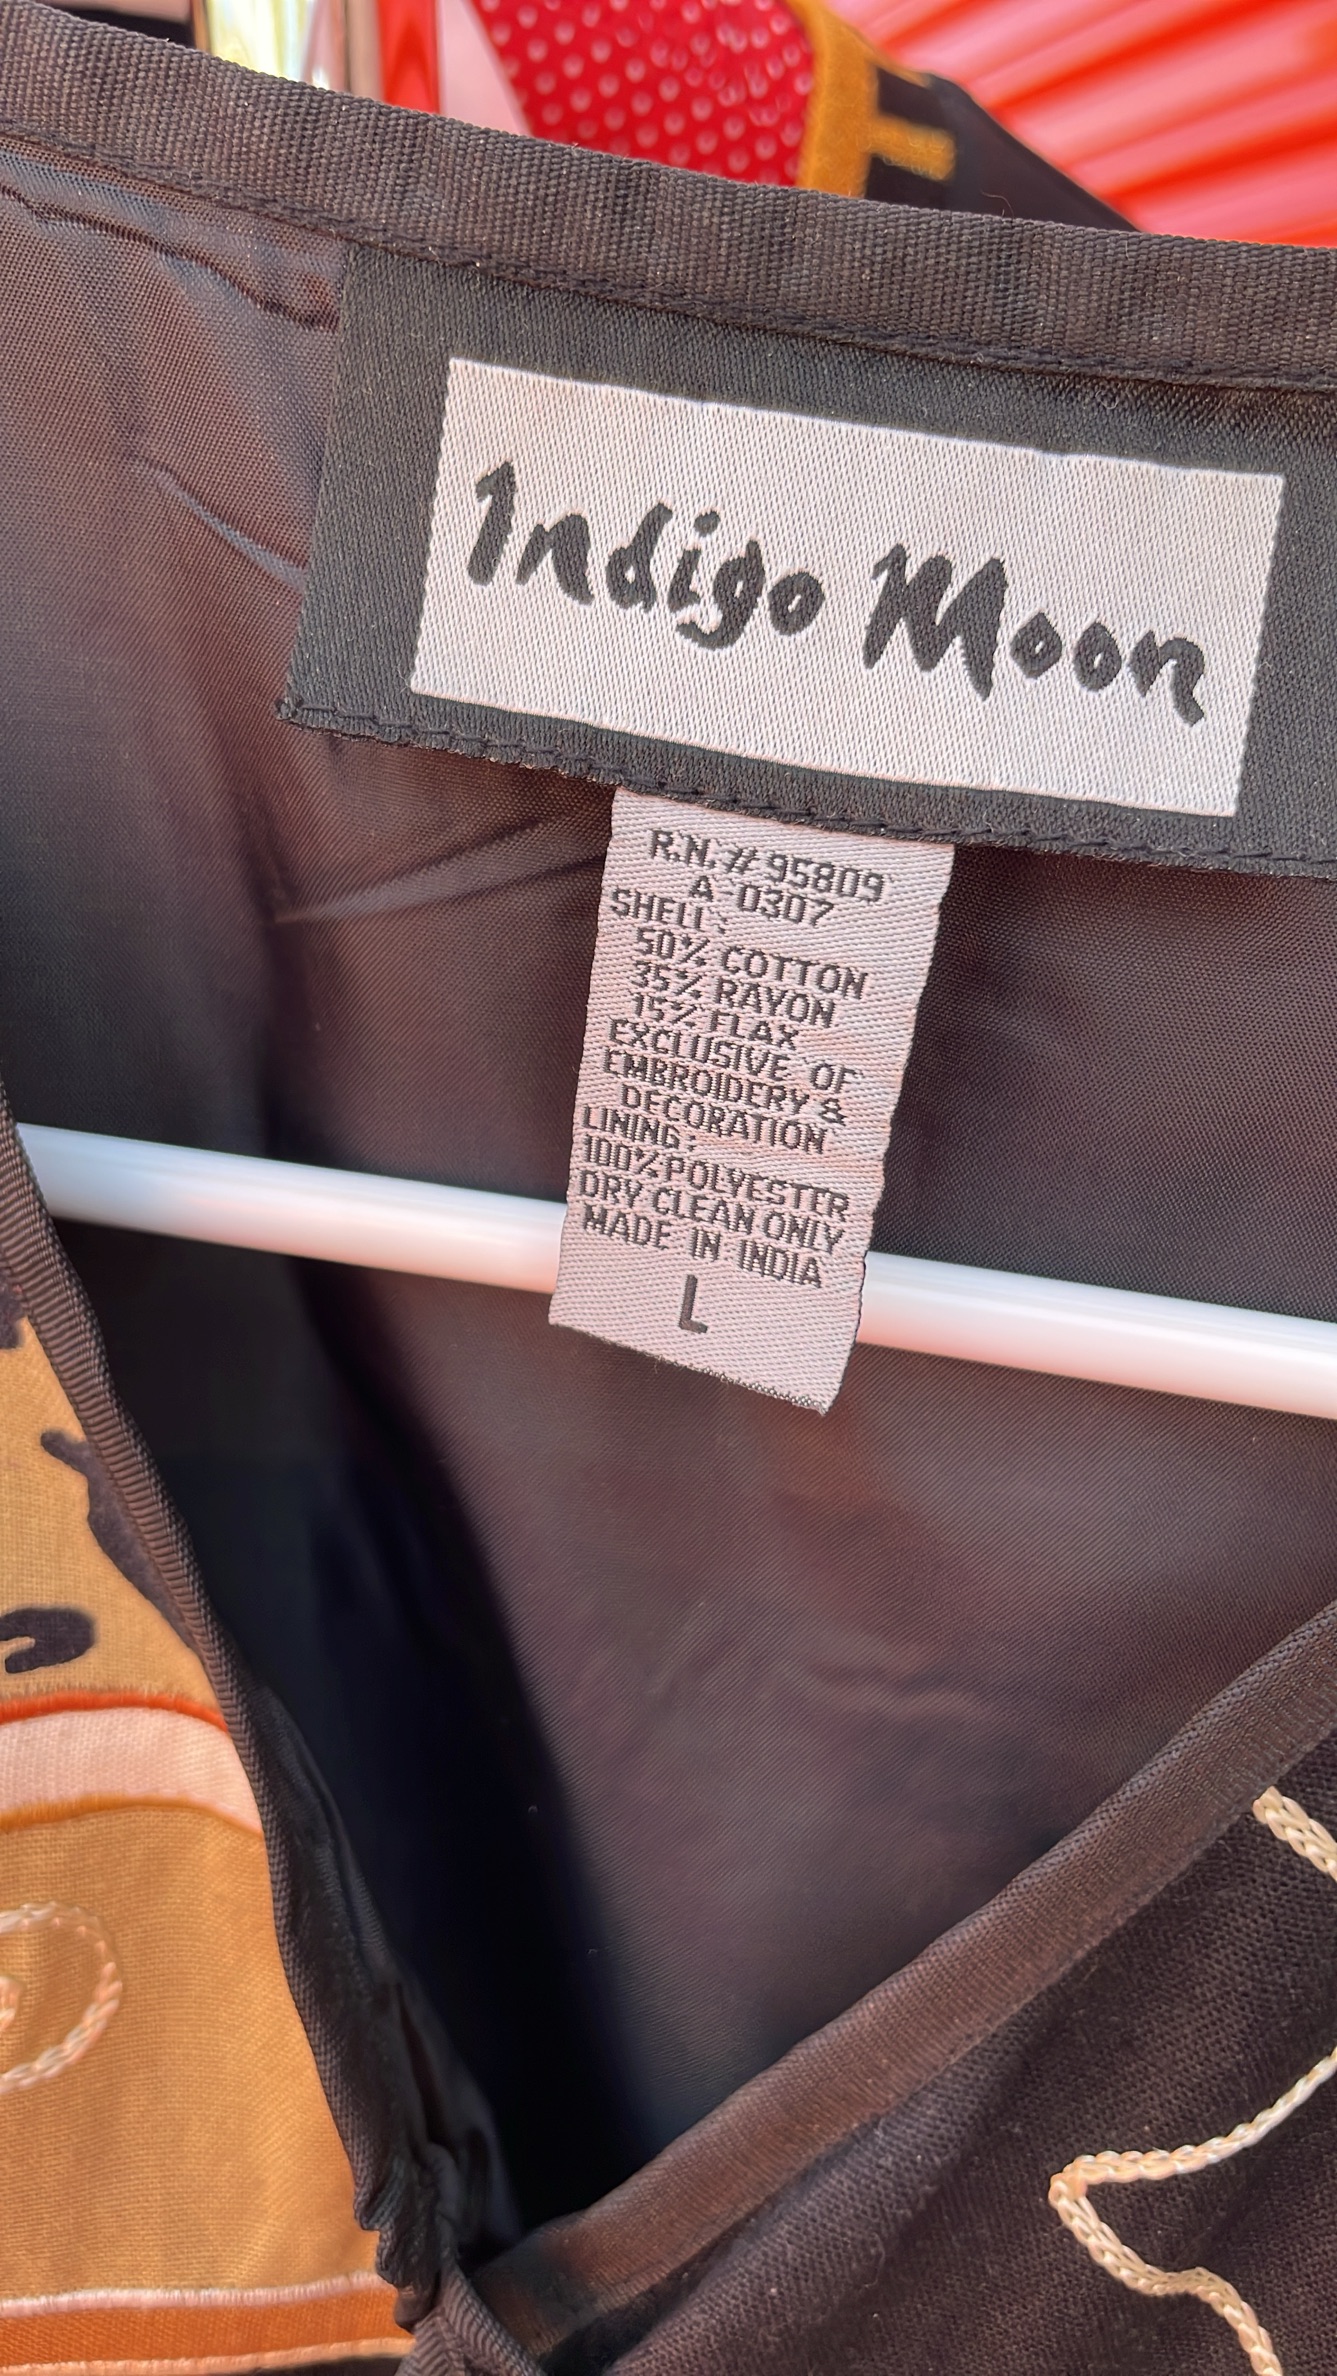 Indigo Moon
R.N.# 95809
A 0307
SHELL:
50% COTTON
35% RAYON
15% FLAX
EXCLUSIVE OF
EMBROIDERY &
DECORATION
LINING:
100% POLYESTER
DRY CLEAN ONLY
MADE IN INDIA
L